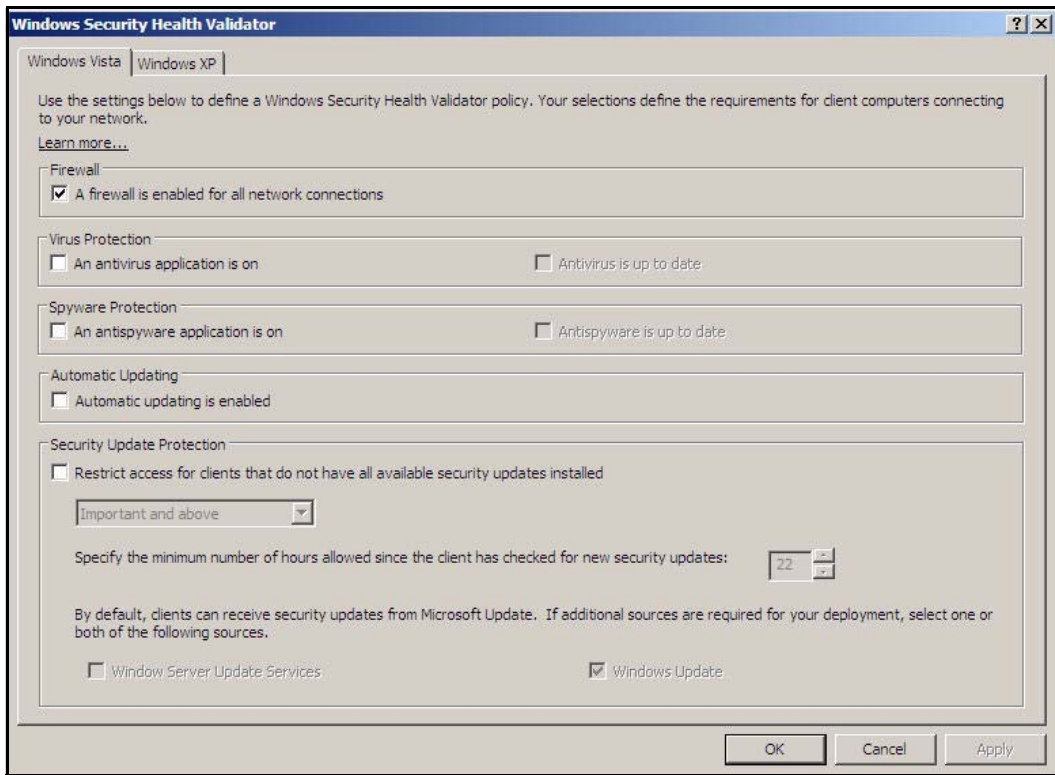 Windows Security Health Validator
Windows Vista
Windows XP
Use the settings below to define a Windows Security Health Validator policy. Your selections define the requirements for client computers connecting
to your network.
Learn more...
Firewall
A firewall is enabled for all network connections
Virus Protection
An antivirus application is on
Antivirus is up to date
Spyware Protection
An antispyware application is on
Antispyware is up to date
Automatic Updating
Automatic updating is enabled
Security Update Protection
Restrict access for clients that do not have all available security updates installed
Important and above
Specify the minimum number of hours allowed since the client has checked for new security updates:
22
By default, clients can receive security updates from Microsoft Update. If additional sources are required for your deployment, select one or
both of the following sources.
Window Server Update Services
Windows Update
OK
Cancel
Apply